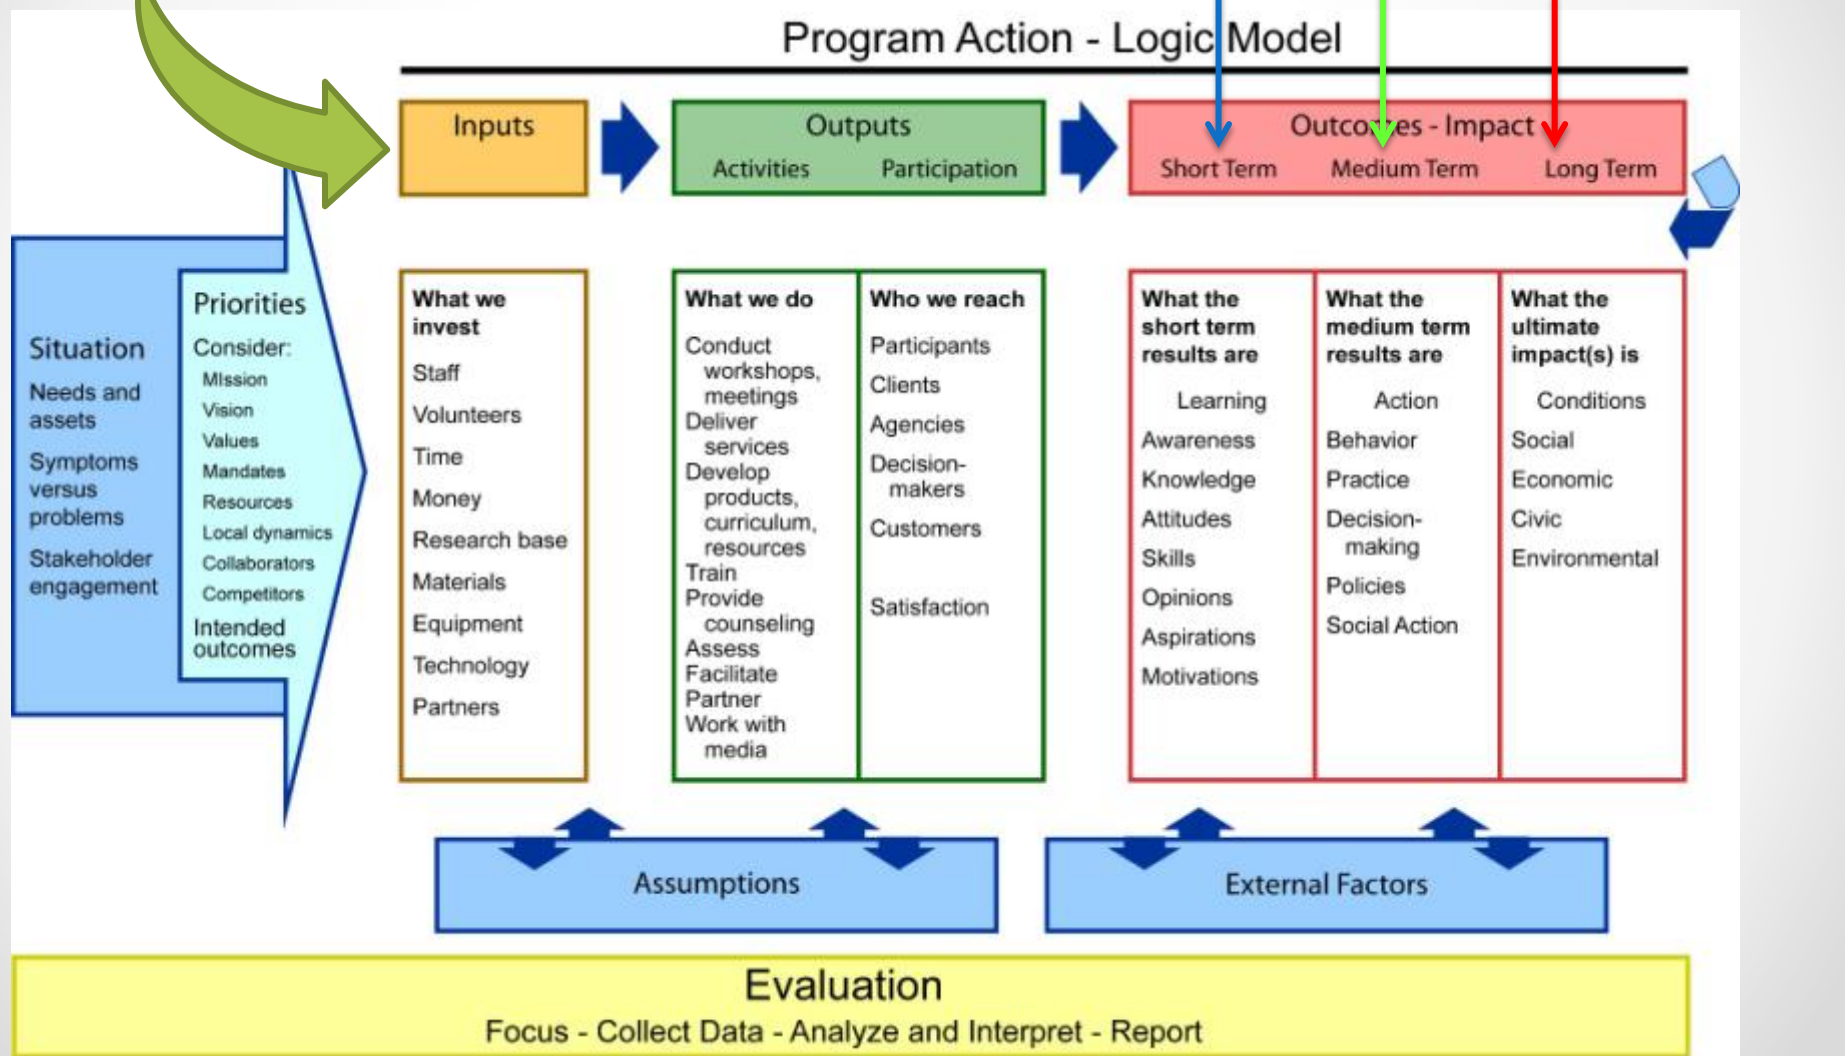 Program Action - Logic Model
Inputs
Outputs
Activities Participation
Outcomes - Impact
Short Term Medium Term Long Term
Situation
Needs and
assets
Symptoms
versus
problems
Stakeholder
engagement
Priorities
Consider:
MIssion
Vision
Values
Mandates
Resources
Local dynamics
Collaborators
Competitors
Intended
outcomes
What we
invest
Staff
Volunteers
Time
Money
Research base
Materials
Equipment
Technology
Partners
What we do
Conduct
workshops,
meetings
Deliver
services
Develop
products,
curriculum,
resources
Train
Provide
counseling
Assess
Facilitate
Partner
Work with
media
Who we reach
Participants
Clients
Agencies
Decision-
makers
Customers
Satisfaction
What the
short term
results are
Learning
Awareness
Knowledge
Attitudes
Skills
Opinions
Aspirations
Motivations
What the
medium term
results are
Action
Behavior
Practice
Decision-
making
Policies
Social Action
What the
ultimate
impact(s) is
Conditions
Social
Economic
Civic
Environmental
Assumptions
External Factors
Evaluation
Focus - Collect Data - Analyze and Interpret - Report